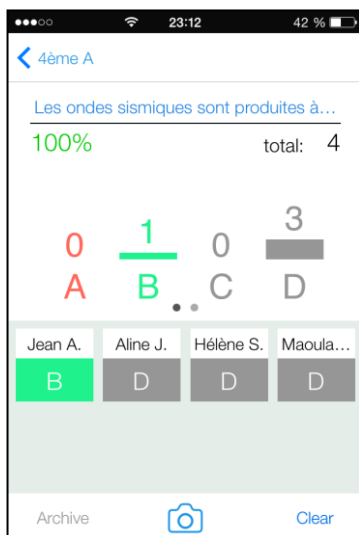 23:12 42 %
4ème A
Les ondes sismiques sont produites à…
100% total: 4
0 1 0 3
A B C D
Jean A. Aline J. Hélène S. Maoula…
B D D D
Archive Clear